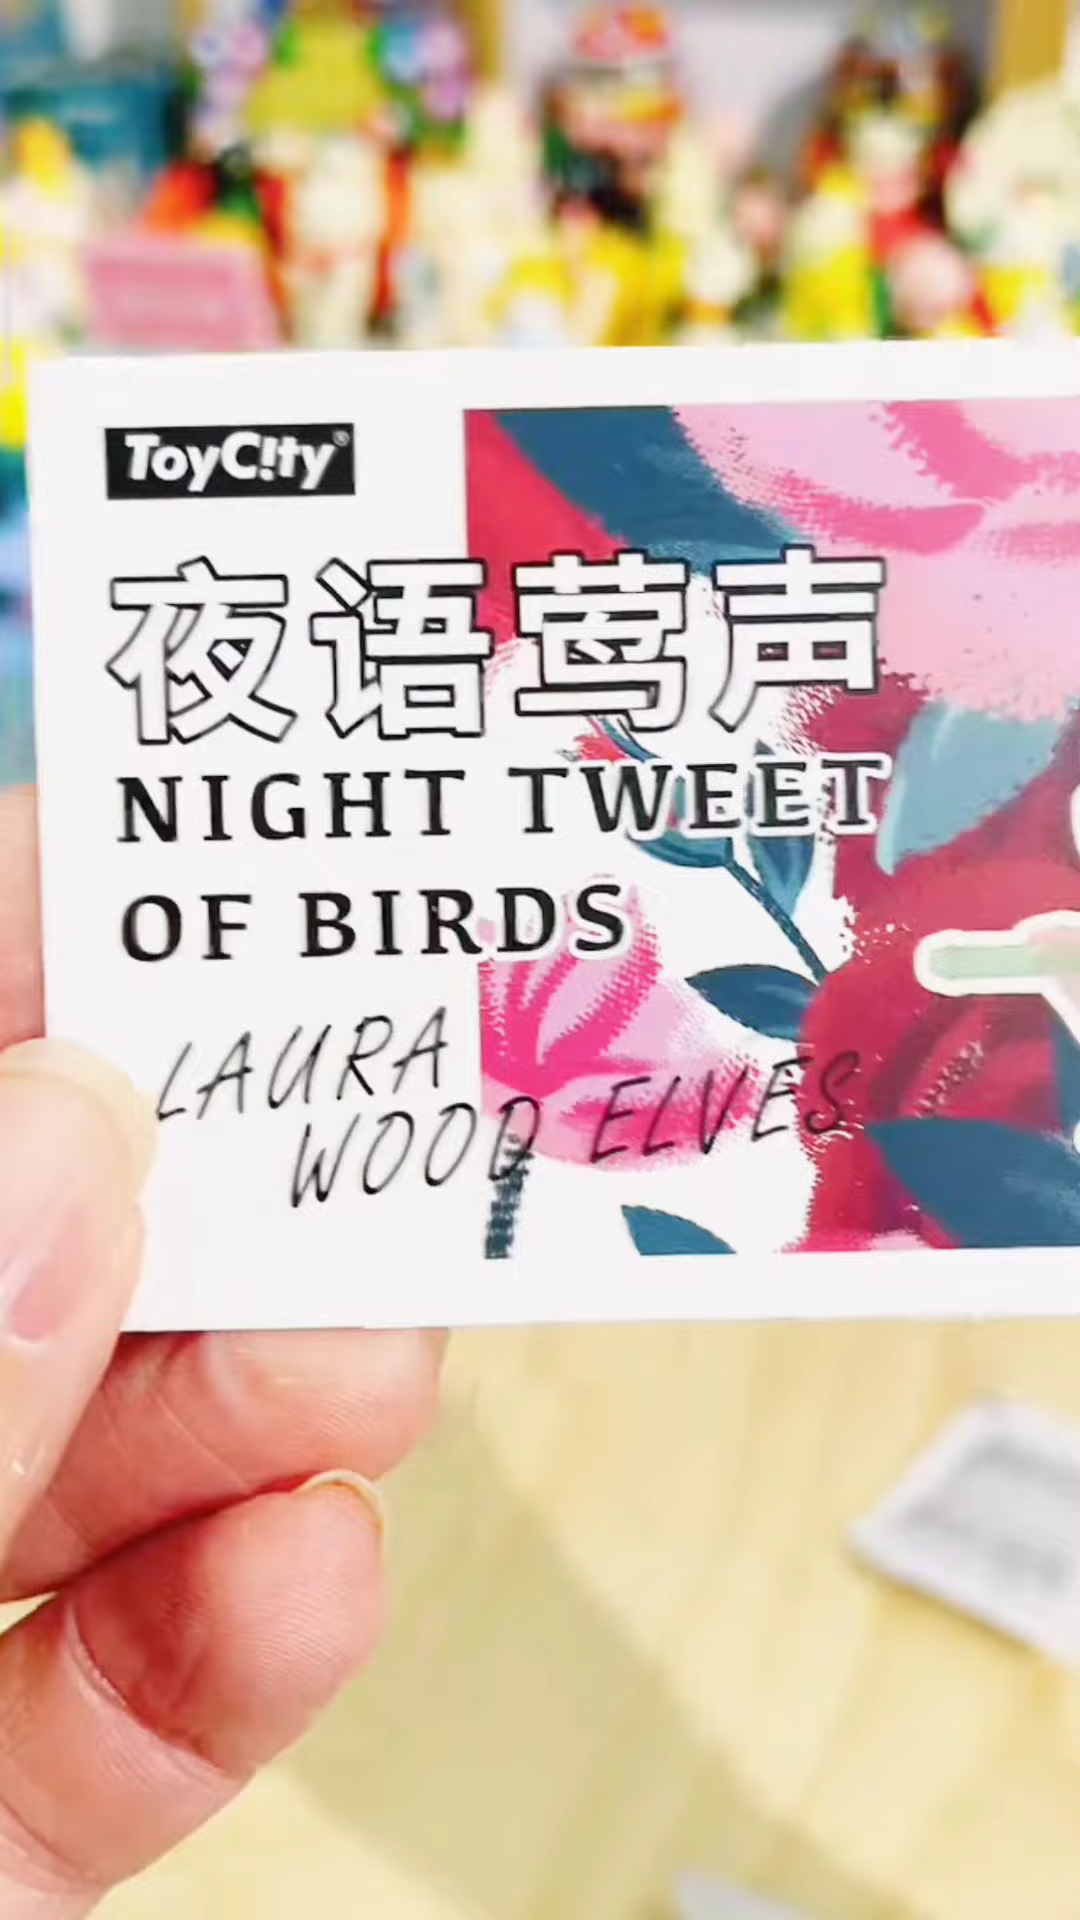 ToyC!ty®
夜语莺声
NIGHT TWEET
OF BIRDS
LAURA
WOOD ELVES